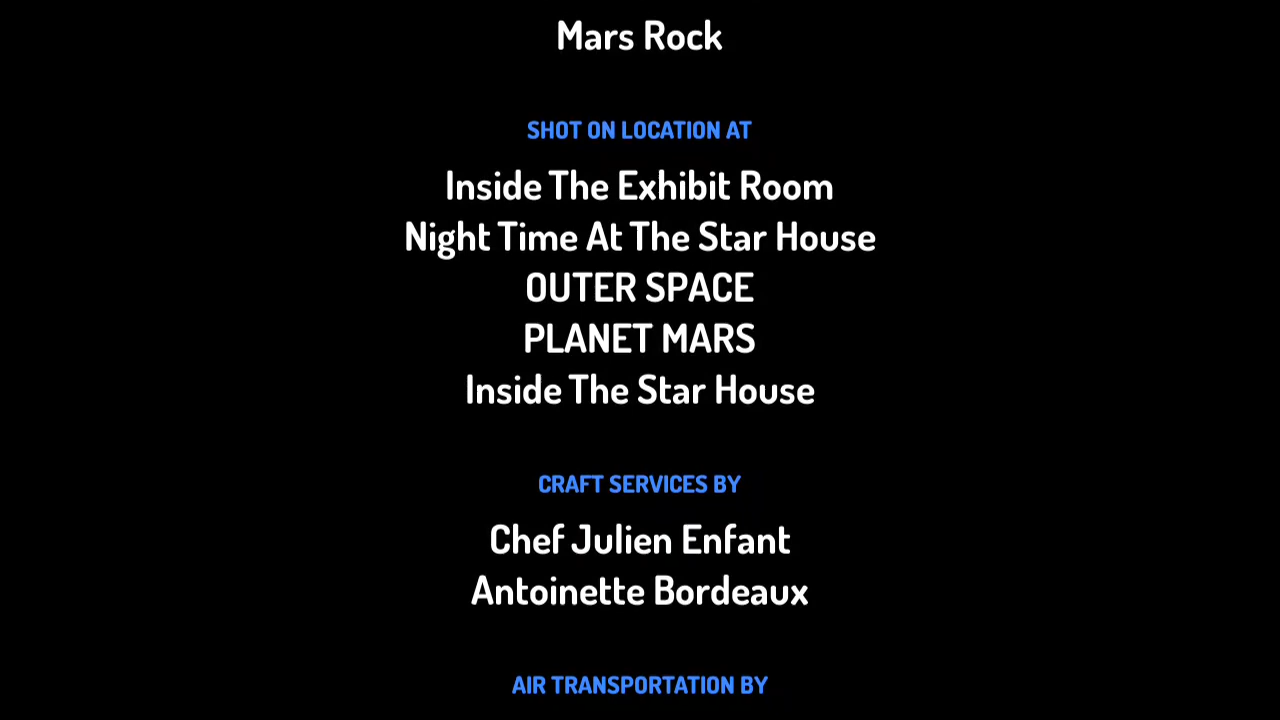 Mars Rock
SHOT ON LOCATION AT
Inside The Exhibit Room
Night Time At The Star House
OUTER SPACE
PLANET MARS
Inside The Star House
CRAFT SERVICES BY
Chef Julien Enfant
Antoinette Bordeaux
AIR TRANSPORTATION BY